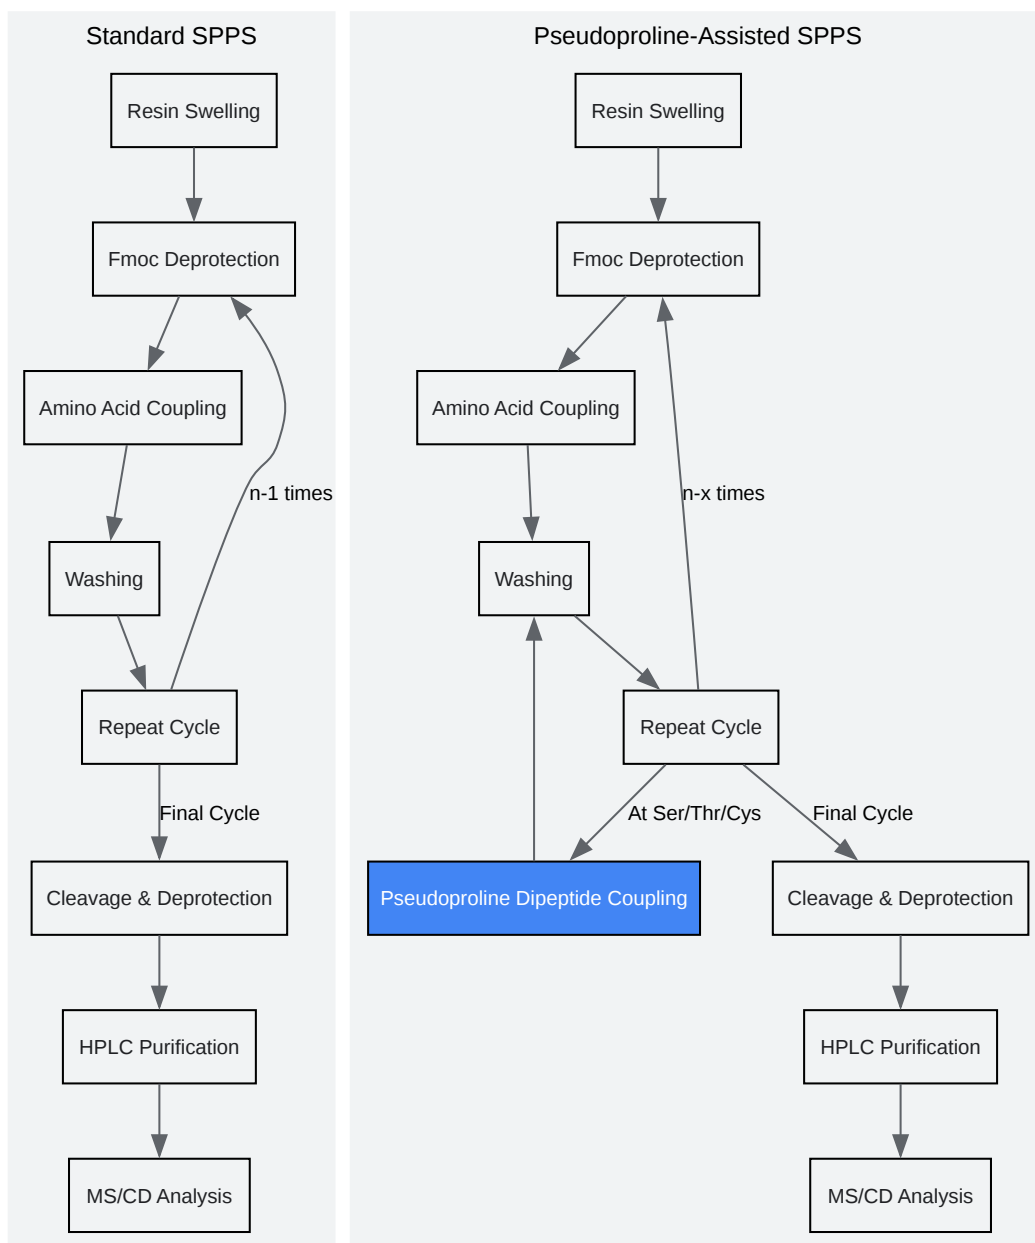 Standard SPPS
Resin Swelling
Fmoc Deprotection
Amino Acid Coupling
n-1 times
Washing
Repeat Cycle
Final Cycle
Cleavage & Deprotection
HPLC Purification
MS/CD Analysis
Pseudoproline-Assisted SPPS
Resin Swelling
Fmoc Deprotection
Amino Acid Coupling
n-x times
Washing
Repeat Cycle
At Ser/Thr/Cys
Final Cycle
Pseudoproline Dipeptide Coupling
Cleavage & Deprotection
HPLC Purification
MS/CD Analysis